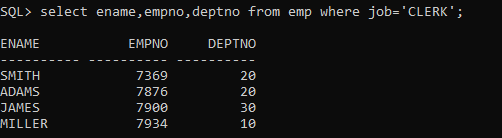 SQL> select ename,empno,deptno from emp where job='CLERK';
ENAME           EMPNO     DEPTNO
---------- ---------- ----------
SMITH            7369         20
ADAMS            7876         20
JAMES            7900         30
MILLER           7934         10